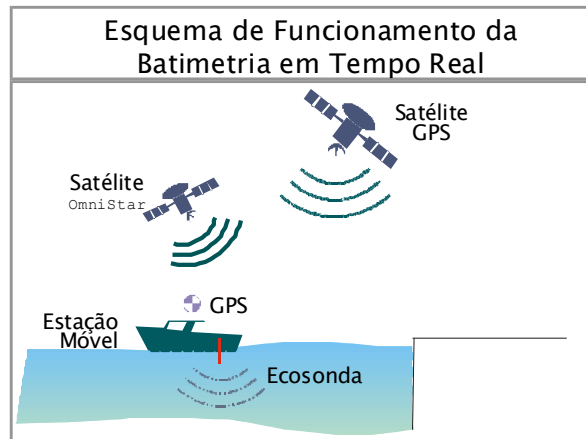 Esquema de Funcionamento da
Batimetria em Tempo Real
Satélite
GPS
Satélite
OmniStar
GPS
Estação
Móvel
Ecosonda